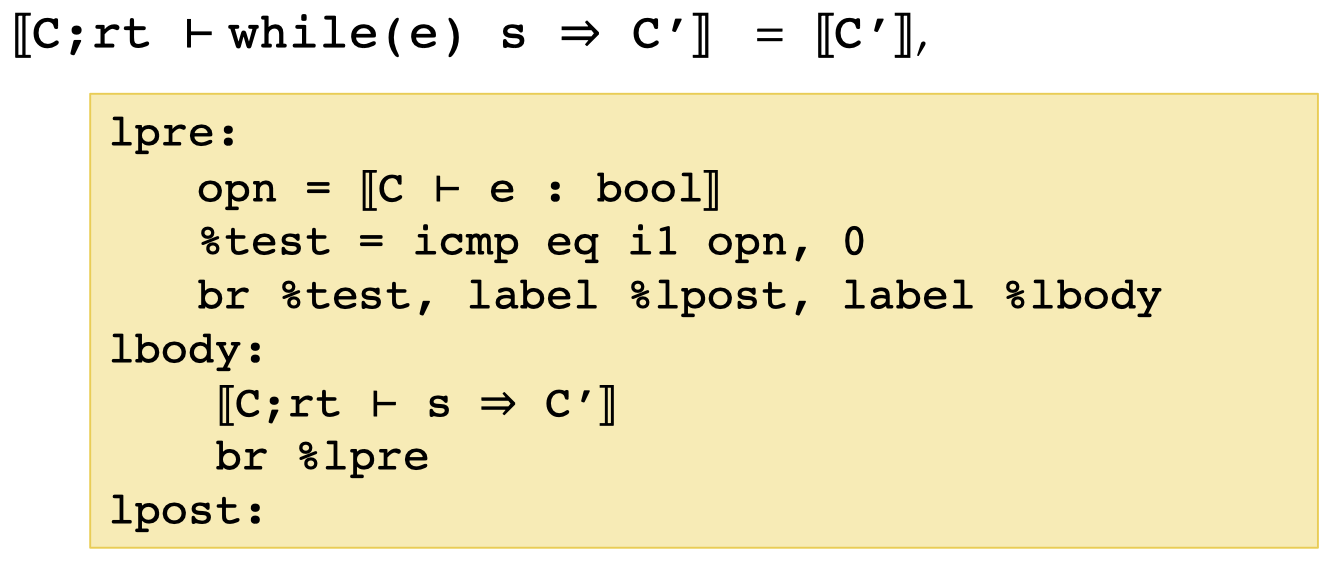 ⟦C;rt ⊢ while(e) s ⇒ C'⟧ = ⟦C'⟧,
lpre:
opn = ⟦C ⊢ e : bool⟧
%test = icmp eq i1 opn, 0
br %test, label %lpost, label %lbody
lbody:
⟦C;rt ⊢ s ⇒ C'⟧
br %lpre
lpost: